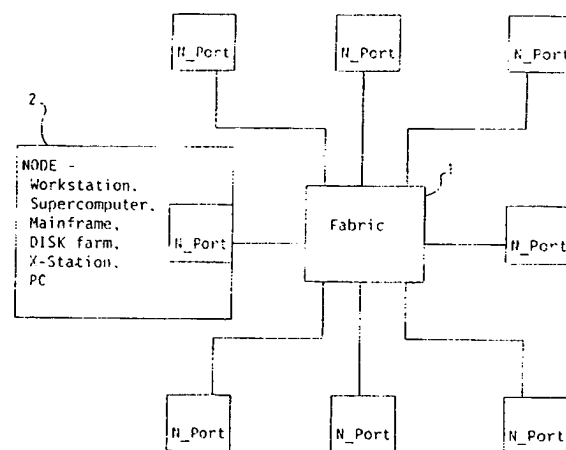 N_Port N_Port N_Port
2
NODE -
Workstation,
Supercomputer,
Mainframe,
DISK farm,
X-Station,
PC
N_Port
1
Fabric
N_Port
N_Port N_Port N_Port